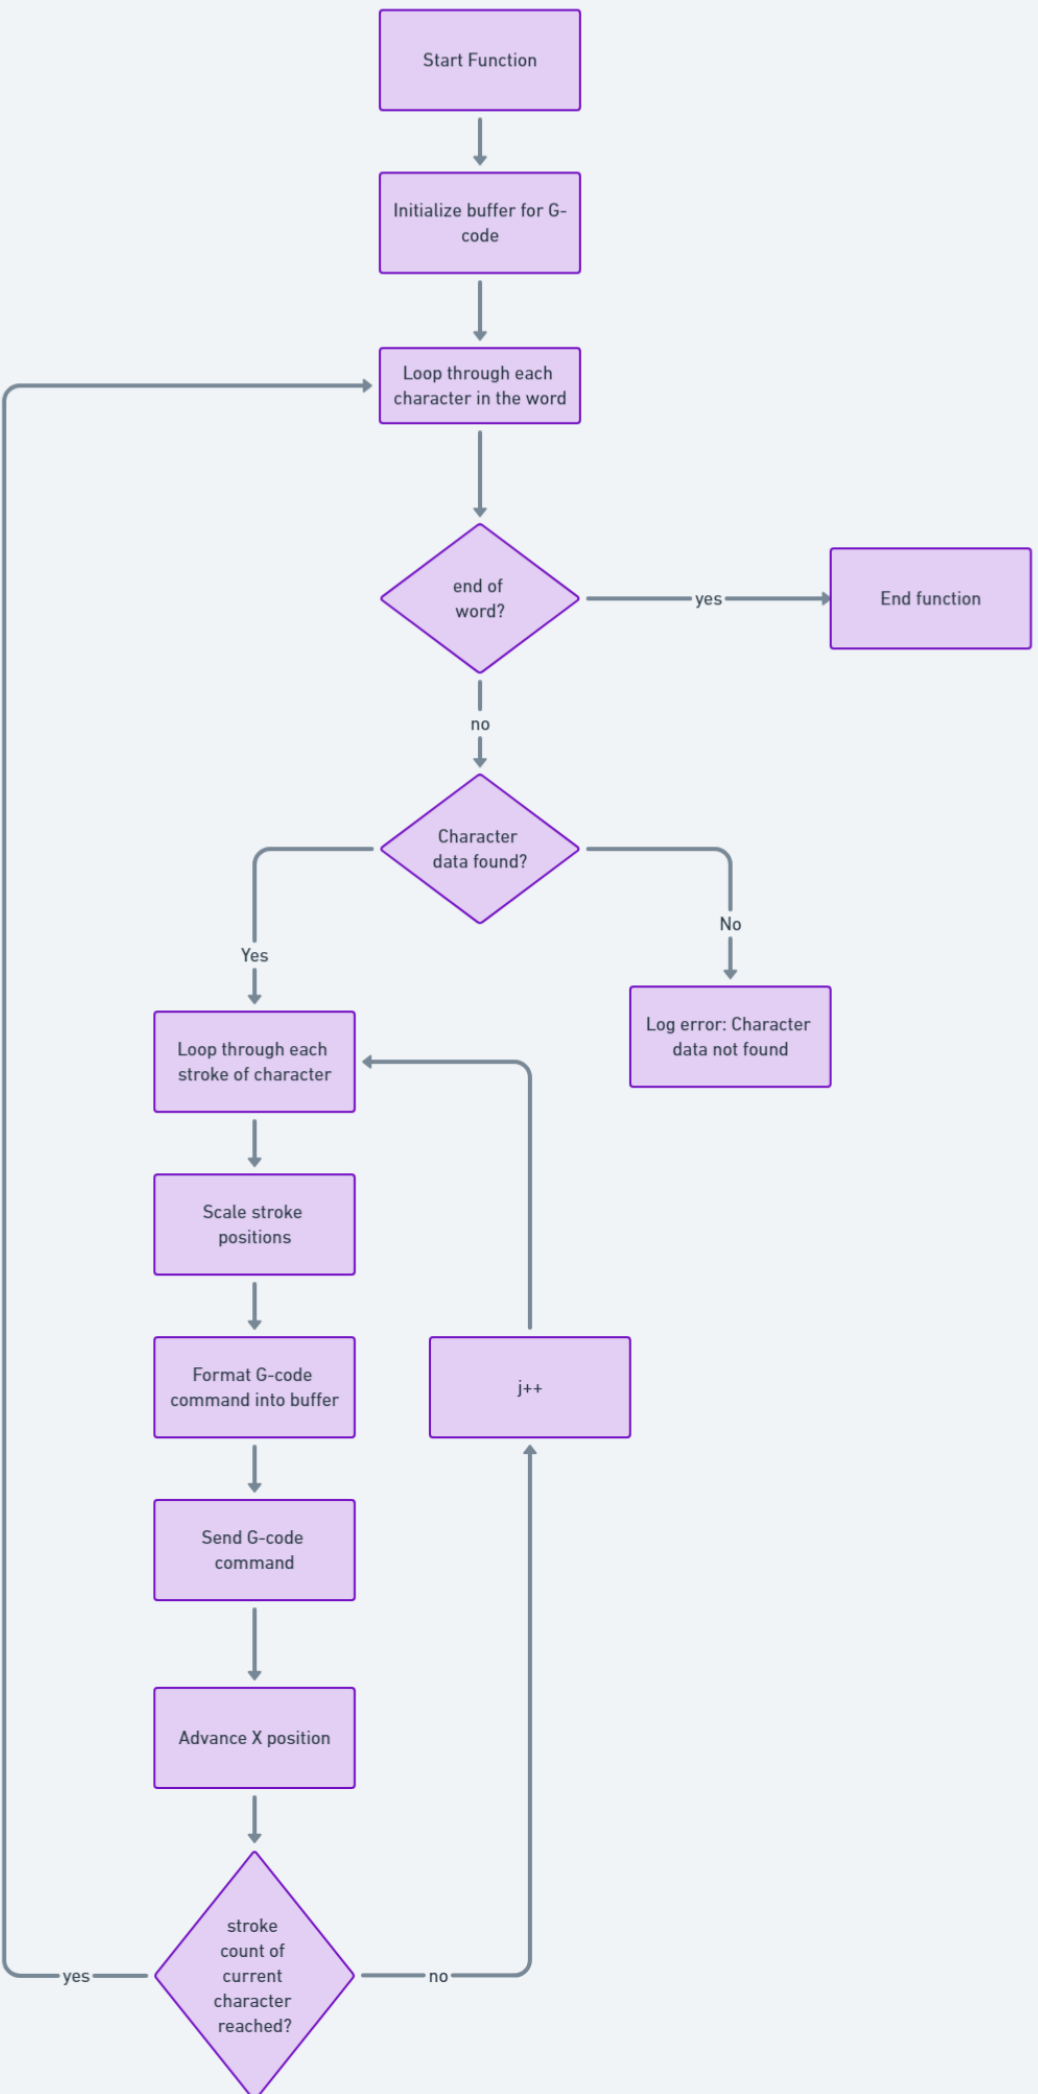 Start Function
Initialize buffer for G-
code
Loop through each
character in the word
end of
word?
yes
End function
no
Character
data found?
No
Yes
Log error: Character
data not found
Loop through each
stroke of character
Scale stroke
positions
Format G-code
command into buffer
j++
Send G-code
command
Advance X position
stroke
count of
current
character
reached?
yes
no